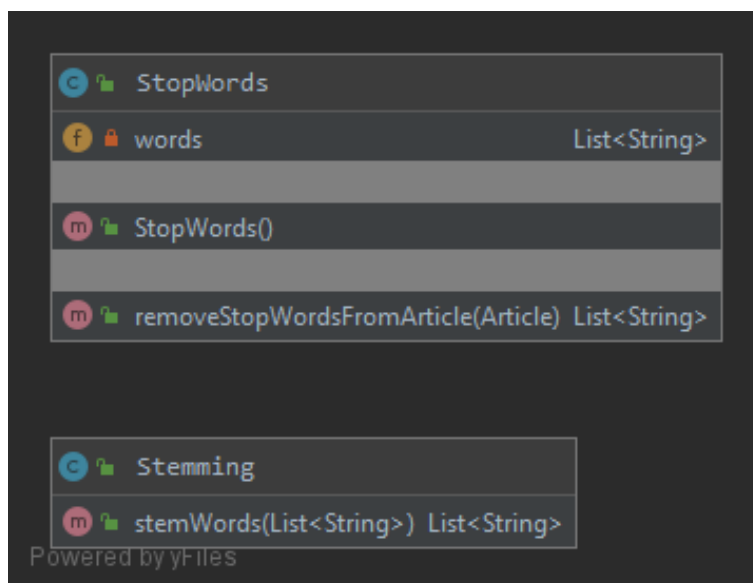 C StopWords
f words List<String>
m StopWords()
m removeStopWordsFromArticle(Article) List<String>
C Stemming
m stemWords(List<String>) List<String>
Powered by yFiles